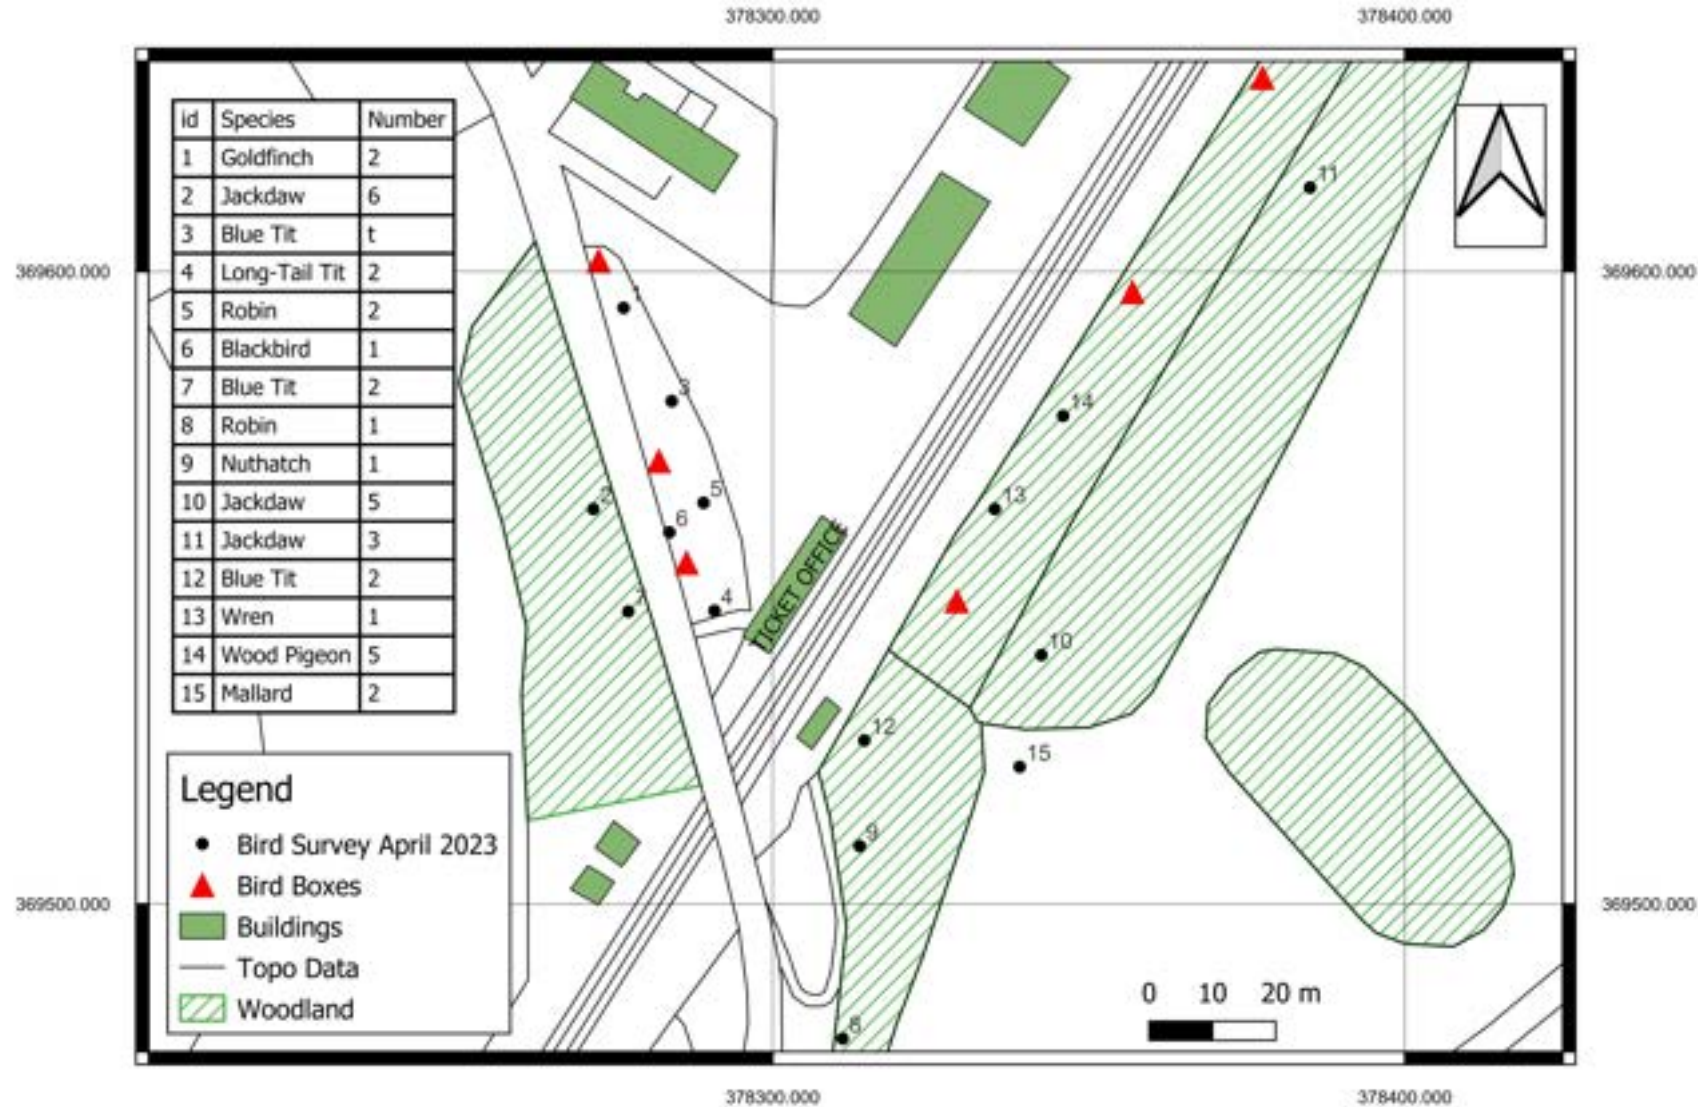 378300.000 378400.000
id Species Number
1 Goldfinch 2
2 Jackdaw 6
3 Blue Tit t
4 Long-Tail Tit 2
5 Robin 2
6 Blackbird 1
7 Blue Tit 2
8 Robin 1
9 Nuthatch 1
10 Jackdaw 5
11 Jackdaw 3
12 Blue Tit 2
13 Wren 1
14 Wood Pigeon 5
15 Mallard 2
11
369600.000 369600.000
1
3
14
2
5
13
6
TICKET OFFICE
7
4
10
12
15
9
Legend
Bird Survey April 2023
Bird Boxes
Buildings
Topo Data
Woodland
369500.000 369500.000
0 10 20 m
8
378300.000 378400.000